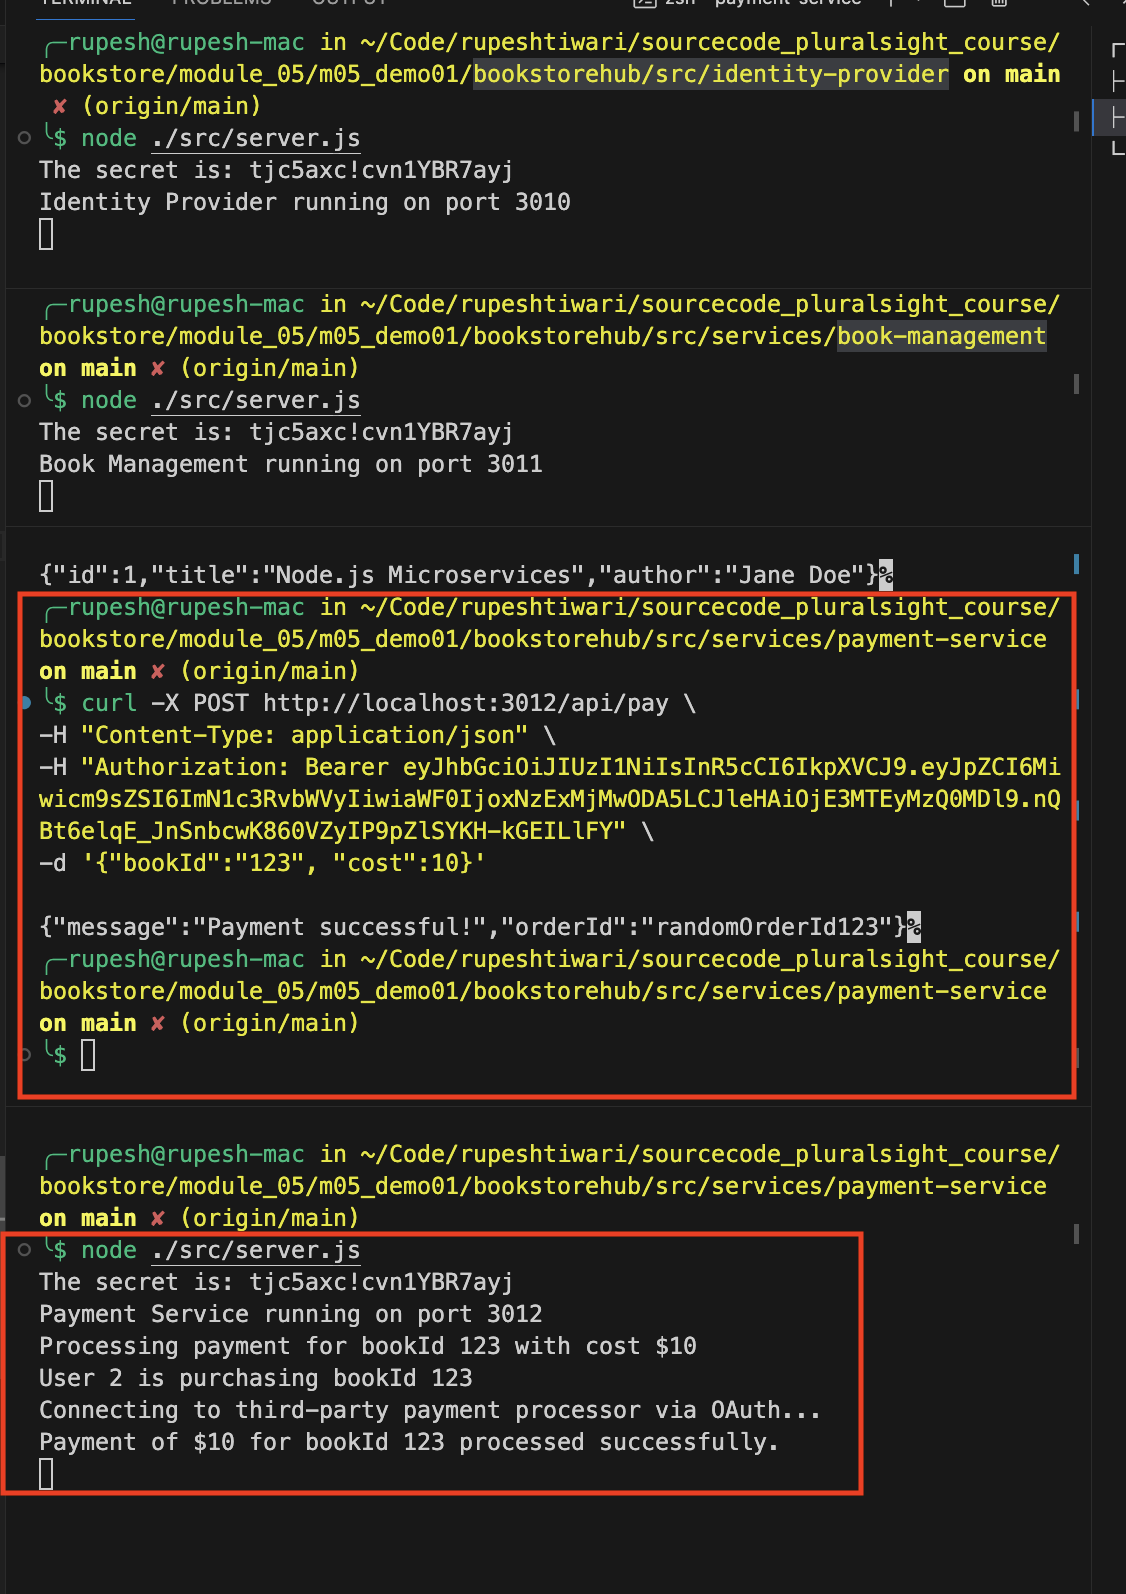 TERMINAL PROBLEMS OUTPUT zsh - payment-service
rupesh@rupesh-mac in ~/Code/rupeshtiwari/sourcecode_pluralsight_course/
bookstore/module_05/m05_demo01/bookstorehub/src/identity-provider on main
✘ (origin/main)
$ node ./src/server.js
The secret is: tjc5axc!cvn1YBR7ayj
Identity Provider running on port 3010
rupesh@rupesh-mac in ~/Code/rupeshtiwari/sourcecode_pluralsight_course/
bookstore/module_05/m05_demo01/bookstorehub/src/services/book-management
on main ✘ (origin/main)
$ node ./src/server.js
The secret is: tjc5axc!cvn1YBR7ayj
Book Management running on port 3011
{"id":1,"title":"Node.js Microservices","author":"Jane Doe"}%
rupesh@rupesh-mac in ~/Code/rupeshtiwari/sourcecode_pluralsight_course/
bookstore/module_05/m05_demo01/bookstorehub/src/services/payment-service
on main ✘ (origin/main)
$ curl -X POST http://localhost:3012/api/pay \
-H "Content-Type: application/json" \
-H "Authorization: Bearer eyJhbGciOiJIUzI1NiIsInR5cCI6IkpXVCJ9.eyJpZCI6Mi
wicm9sZSI6ImN1c3RvbWVyIiwiaWF0IjoxNzExMjMwODA5LCJleHAiOjE3MTEyMzQ0MDl9.nQ
Bt6elqE_JnSnbcwK860VZyIP9pZlSYKH-kGEILlFY" \
-d '{"bookId":"123", "cost":10}'
{"message":"Payment successful!","orderId":"randomOrderId123"}%
rupesh@rupesh-mac in ~/Code/rupeshtiwari/sourcecode_pluralsight_course/
bookstore/module_05/m05_demo01/bookstorehub/src/services/payment-service
on main ✘ (origin/main)
$
rupesh@rupesh-mac in ~/Code/rupeshtiwari/sourcecode_pluralsight_course/
bookstore/module_05/m05_demo01/bookstorehub/src/services/payment-service
on main ✘ (origin/main)
$ node ./src/server.js
The secret is: tjc5axc!cvn1YBR7ayj
Payment Service running on port 3012
Processing payment for bookId 123 with cost $10
User 2 is purchasing bookId 123
Connecting to third-party payment processor via OAuth...
Payment of $10 for bookId 123 processed successfully.